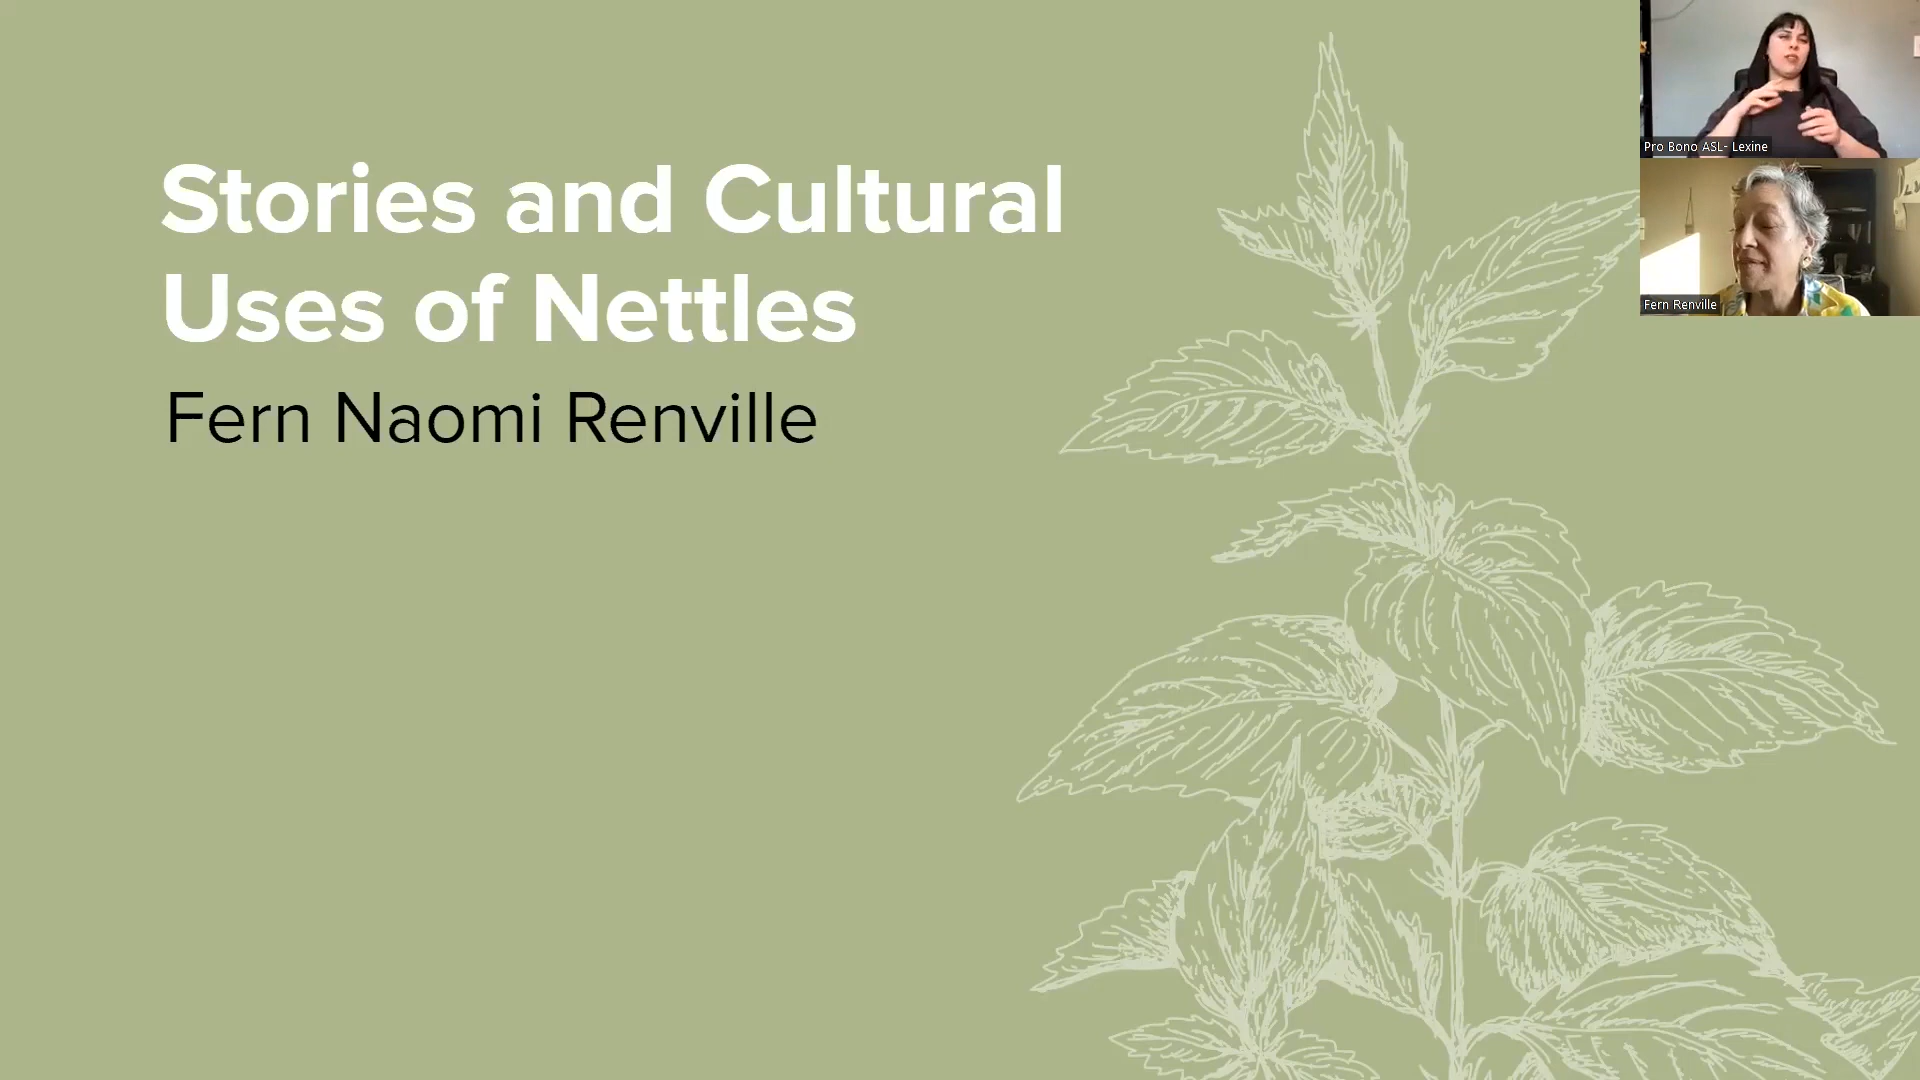 Stories and Cultural
Uses of Nettles
Fern Naomi Renville
Pro Bono ASL- Lexine
Fern Renville